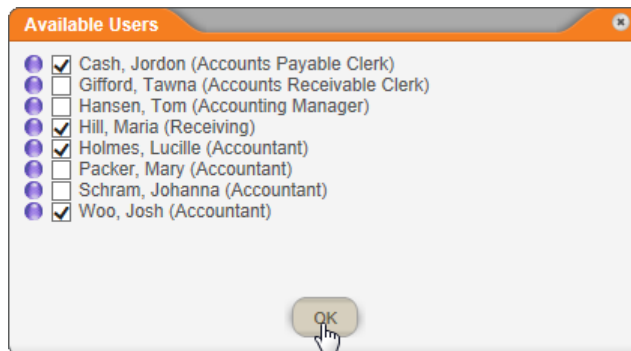 Available Users
Cash, Jordon (Accounts Payable Clerk)
Gifford, Tawna (Accounts Receivable Clerk)
Hansen, Tom (Accounting Manager)
Hill, Maria (Receiving)
Holmes, Lucille (Accountant)
Packer, Mary (Accountant)
Schram, Johanna (Accountant)
Woo, Josh (Accountant)
OK